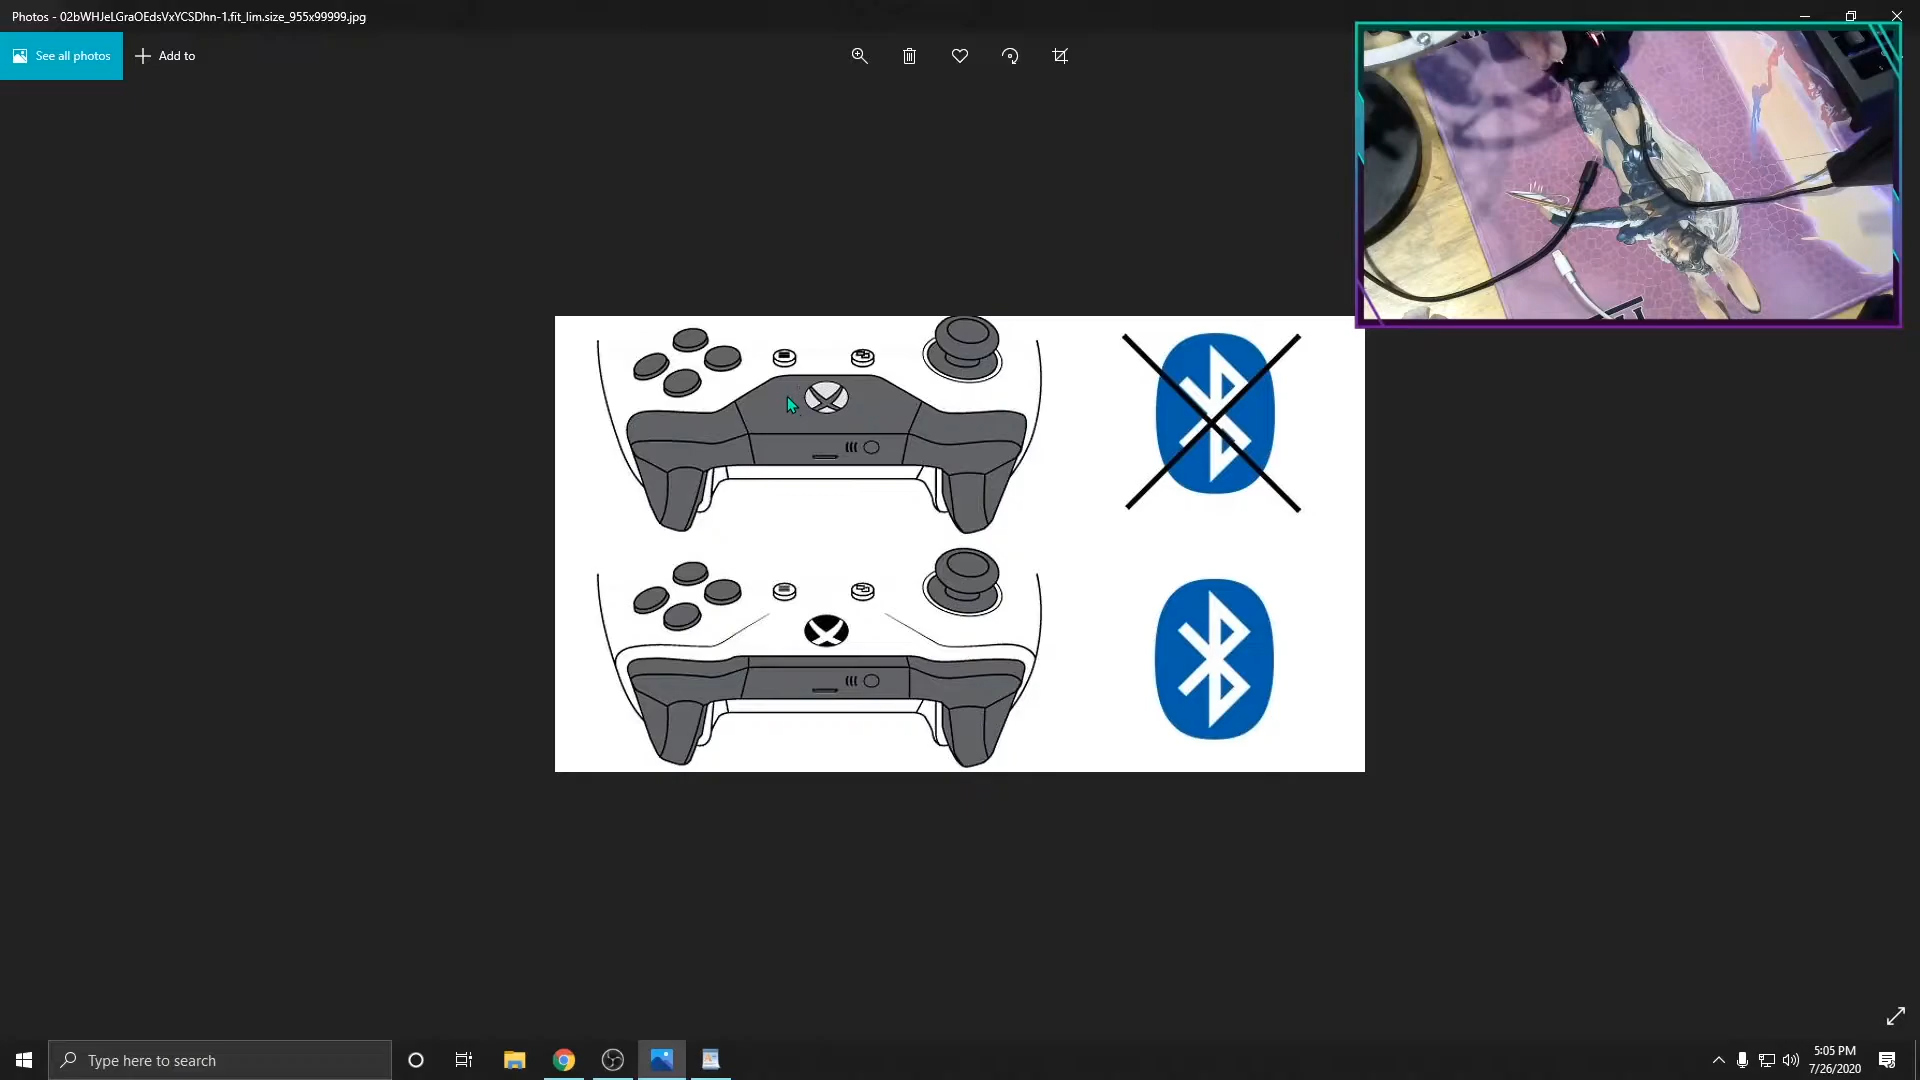 Photos - 02bWHJeLGraOEdsVxYCSDhn-1.fit_lim.size_955x99999.jpg
See all photos
Add to
Type here to search
5:05 PM
7/26/2020